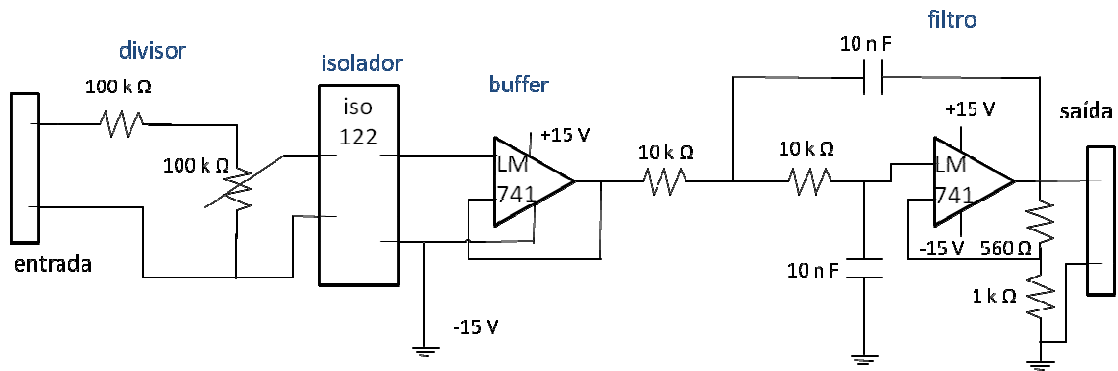 filtro
divisor
10 n F
isolador
buffer
100 k Ω
iso
122
+15 V
saída
+15 V
10 k Ω
10 k Ω
100 k Ω
LM
741
LM
741
-15 V
560 Ω
entrada
10 n F
1 k Ω
-15 V